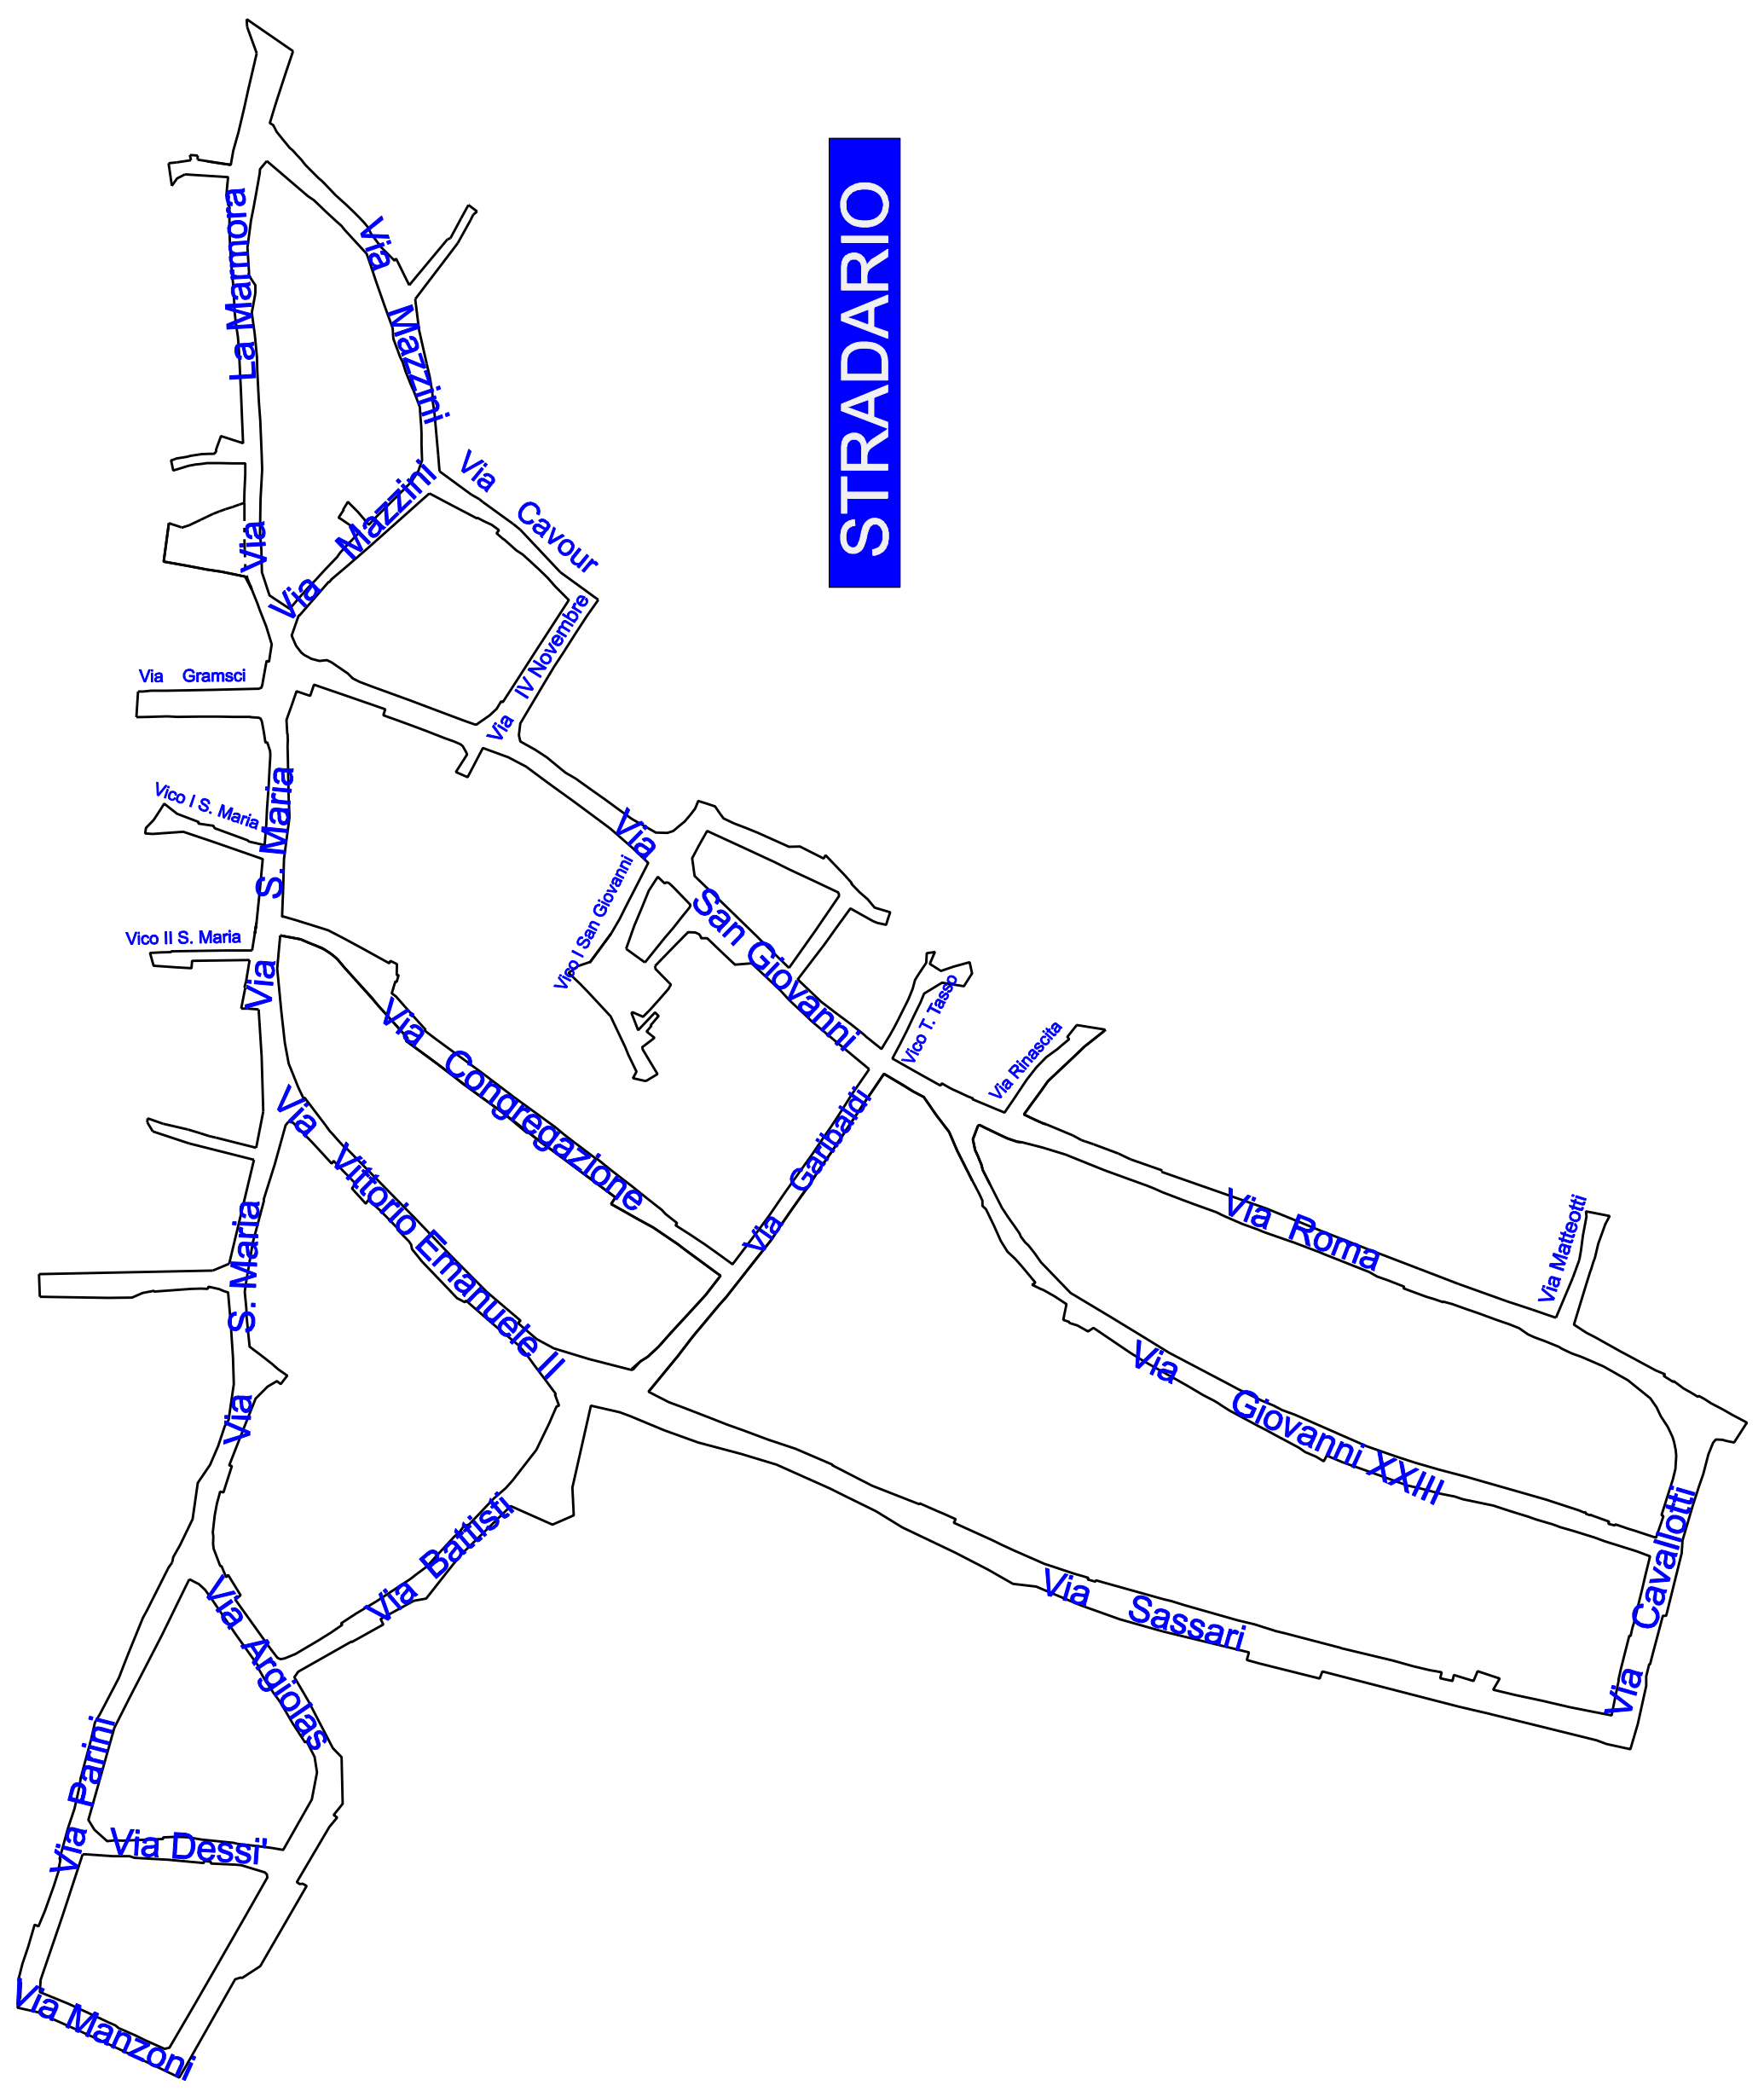 STRADARIO
Via La Marmora
Via Mazzini
Via Mazzini
Via Cavour
Via IV Novembre
Via Gramsci
Vico I S. Maria
Via S. Maria
Vico II S. Maria
Via San Giovanni
Vico I San Giovanni
Vico T. Tasso
Via Rinascita
Via Congregazione
Via Garibaldi
Via Vittorio Emanuele II
Via Roma
Via Matteotti
Via S. Maria
Via Giovanni XXIII
Via Cavallotti
Via Battisti
Via Sassari
Via Argiolas
Via Parini
Via Dessi'
Via Manzoni